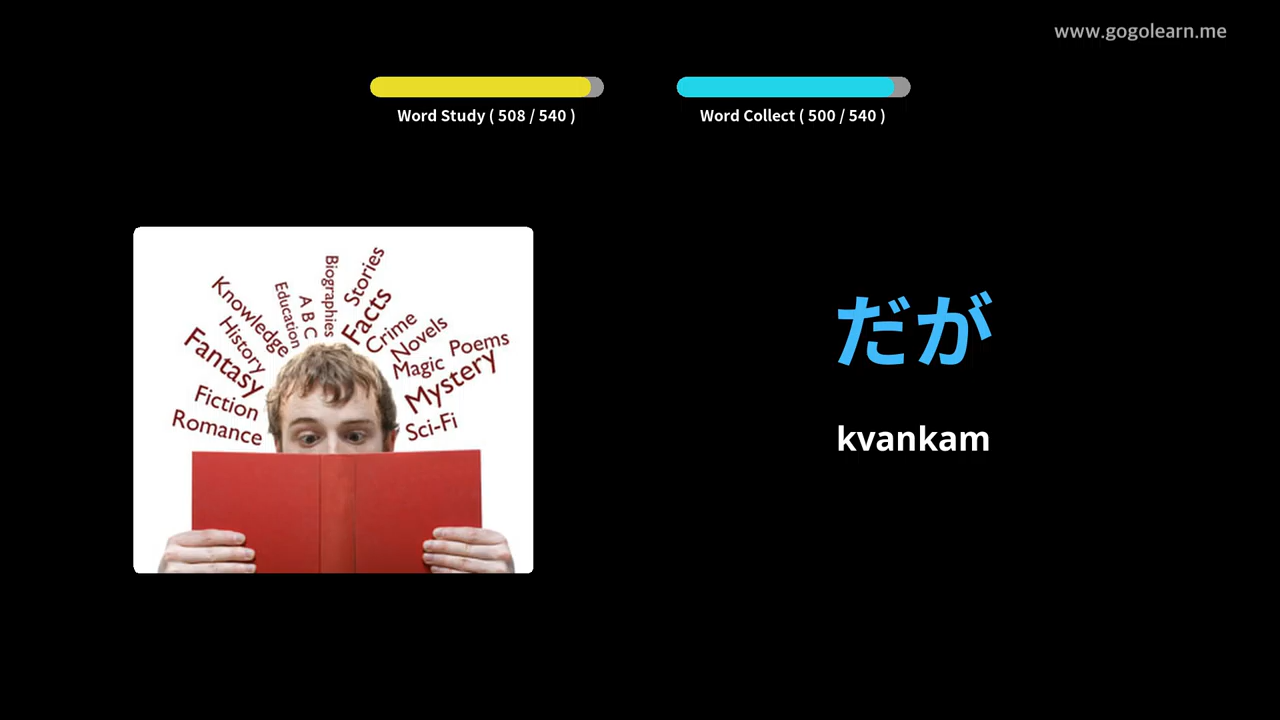 www.gogolearn.me
Word Study ( 508 / 540 )
Word Collect ( 500 / 540 )
Knowledge
History
Fantasy
Fiction
Romance
Education
A B C
Biographies
Stories
Facts
Crime
Novels
Magic
Poems
Mystery
Sci-Fi
だが
kvankam